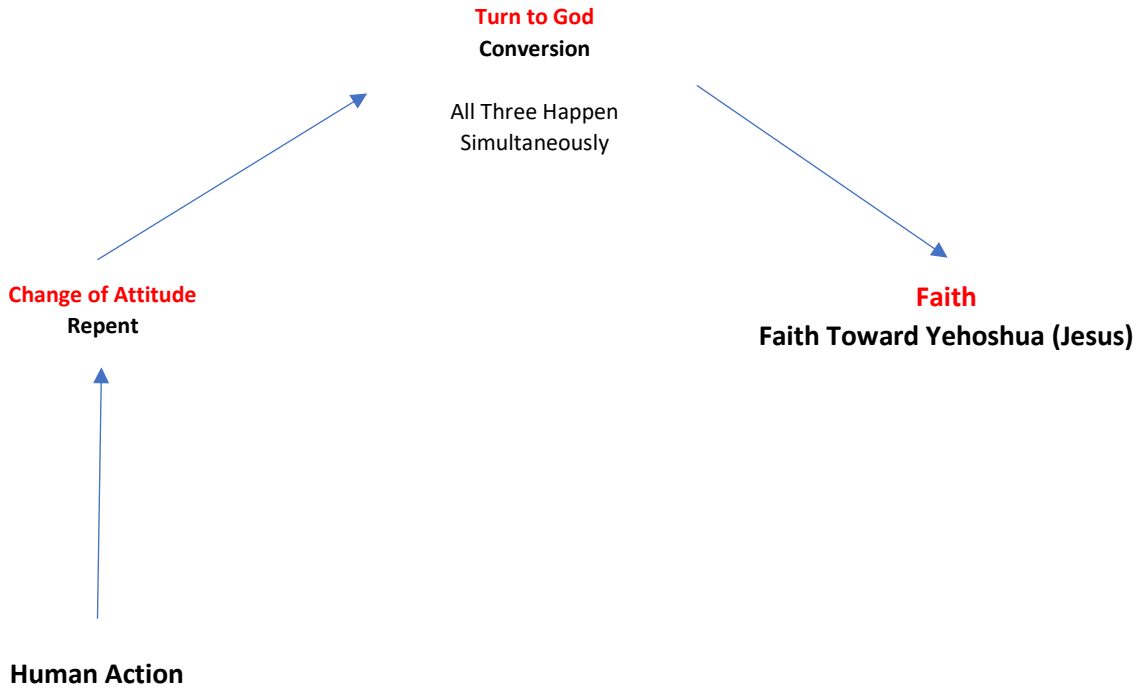 Turn to God
Conversion
All Three Happen
Simultaneously
Change of Attitude
Repent
Faith
Faith Toward Yehoshua (Jesus)
Human Action